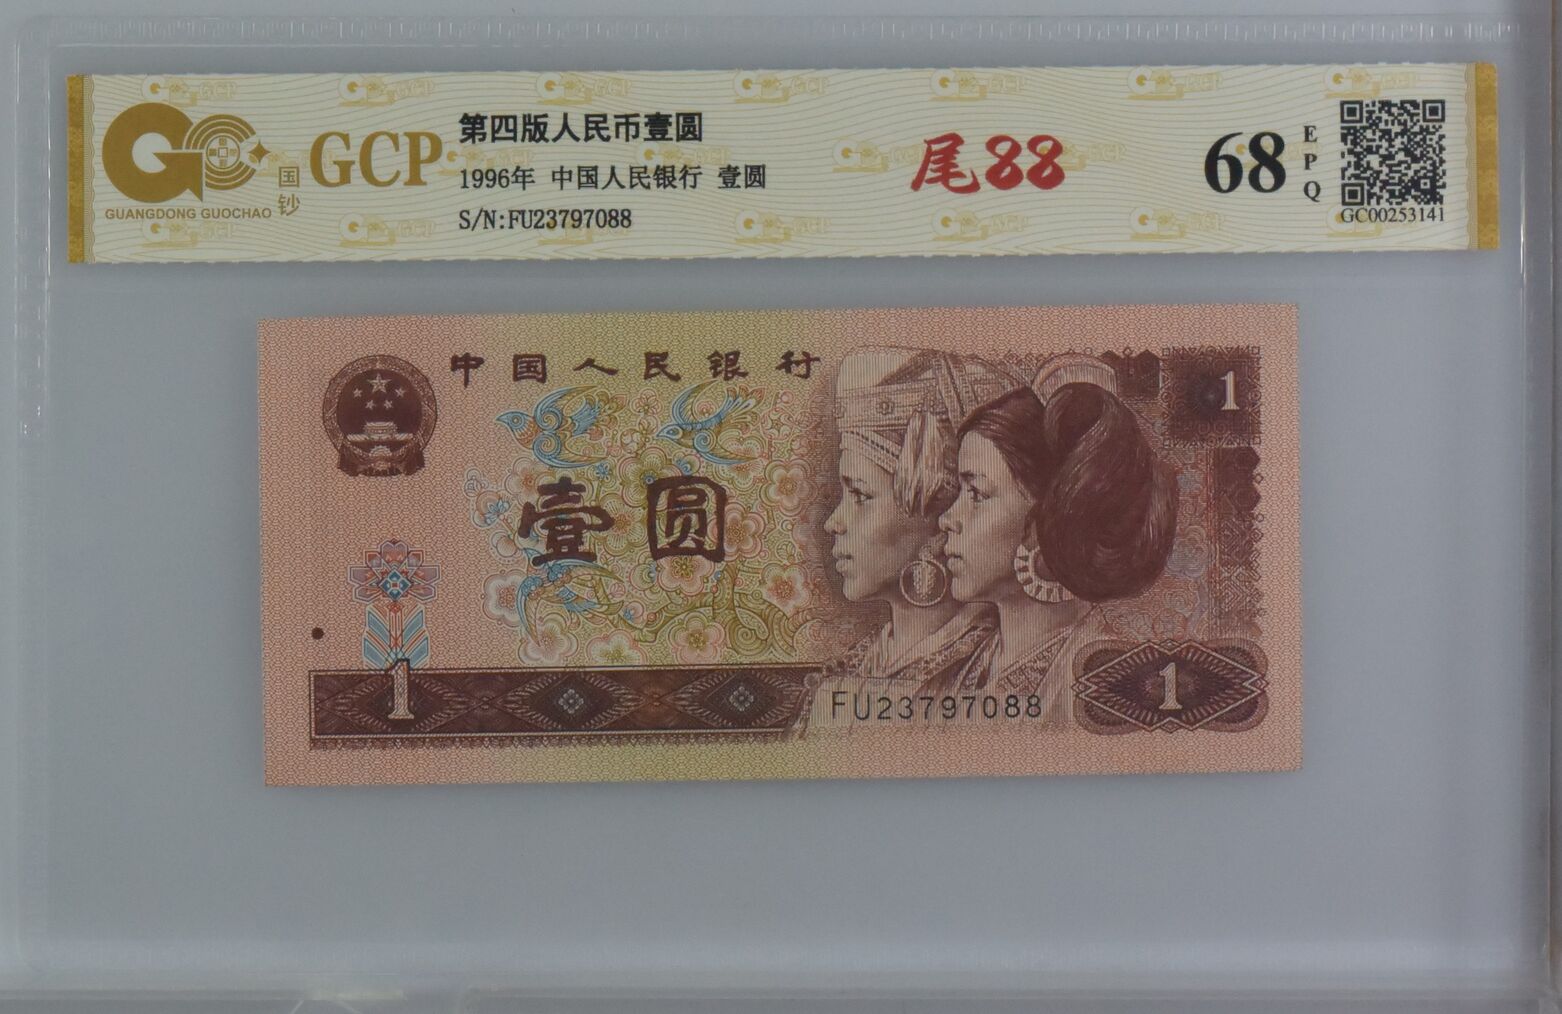 GUANGDONG GUOCHAO
国钞
GCP
第四版人民币壹圆
1996年 中国人民银行 壹圆
S/N:FU23797088
尾88
68
EPQ
GC00253141
中国人民银行
1
壹圆
1
FU23797088
1